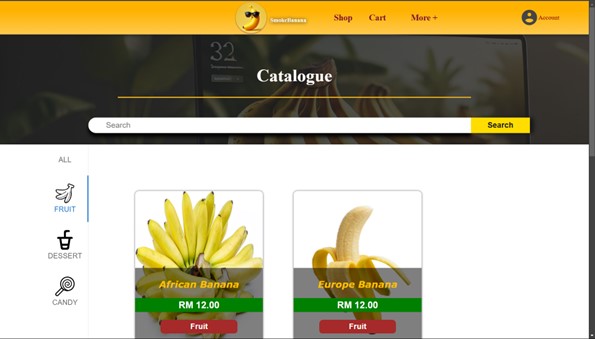 SmokyBanana
Shop
Cart
More +
Account
32
Catalogue
Search
Search
ALL
FRUIT
DESSERT
CANDY
African Banana
RM 12.00
Fruit
Europe Banana
RM 12.00
Fruit